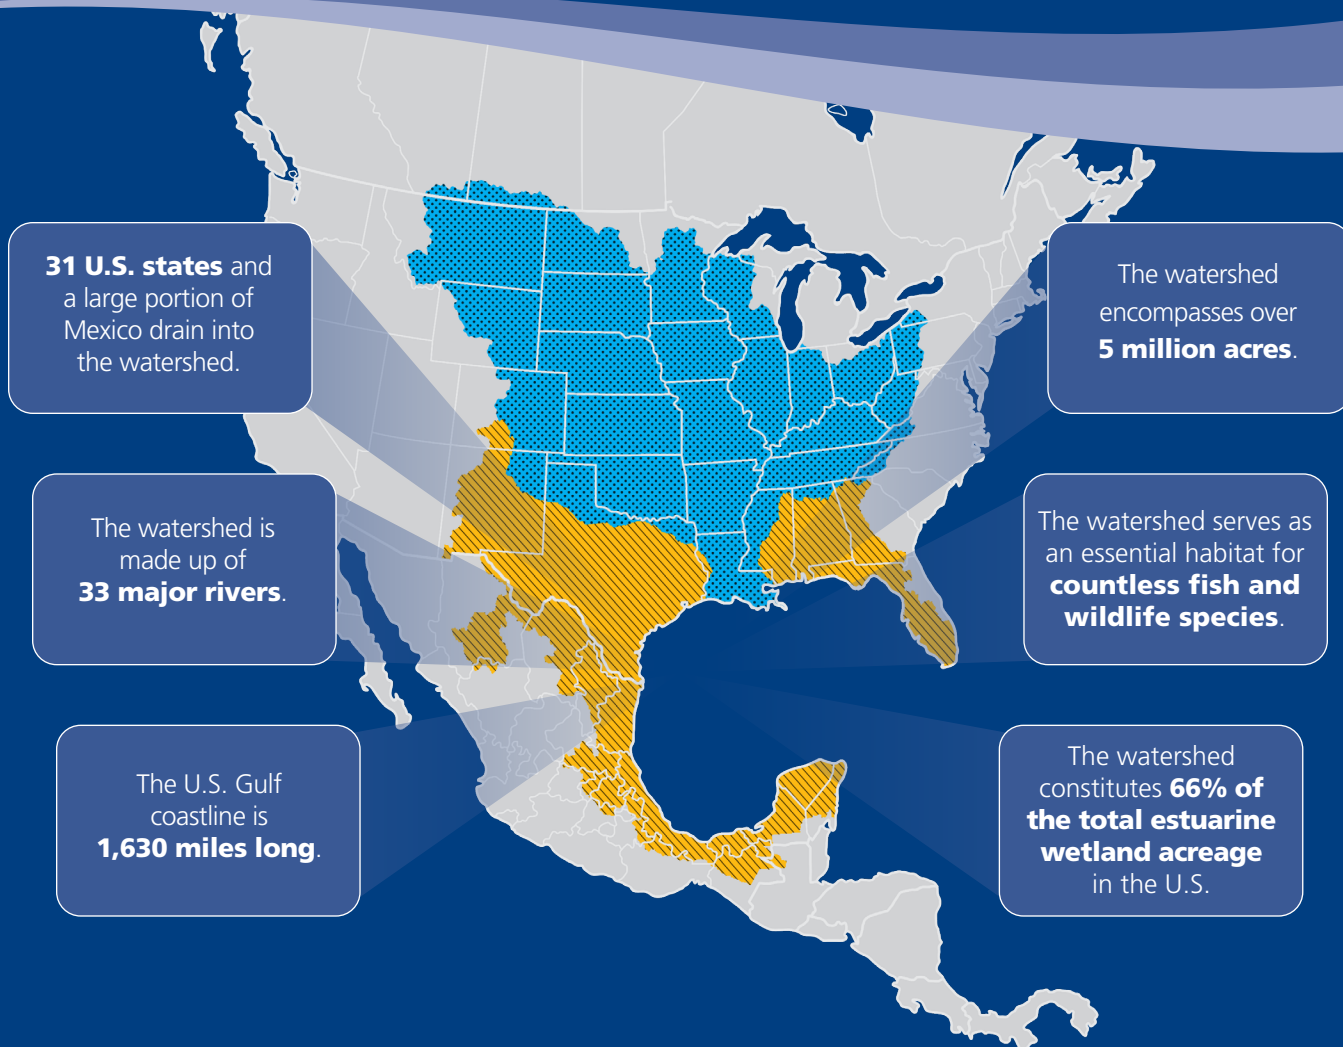 31 U.S. states and
a large portion of
Mexico drain into
the watershed.
The watershed is
made up of
33 major rivers.
The U.S. Gulf
coastline is
1,630 miles long.
The watershed
encompasses over
5 million acres.
The watershed serves as
an essential habitat for
countless fish and
wildlife species.
The watershed
constitutes 66% of
the total estuarine
wetland acreage
in the U.S.